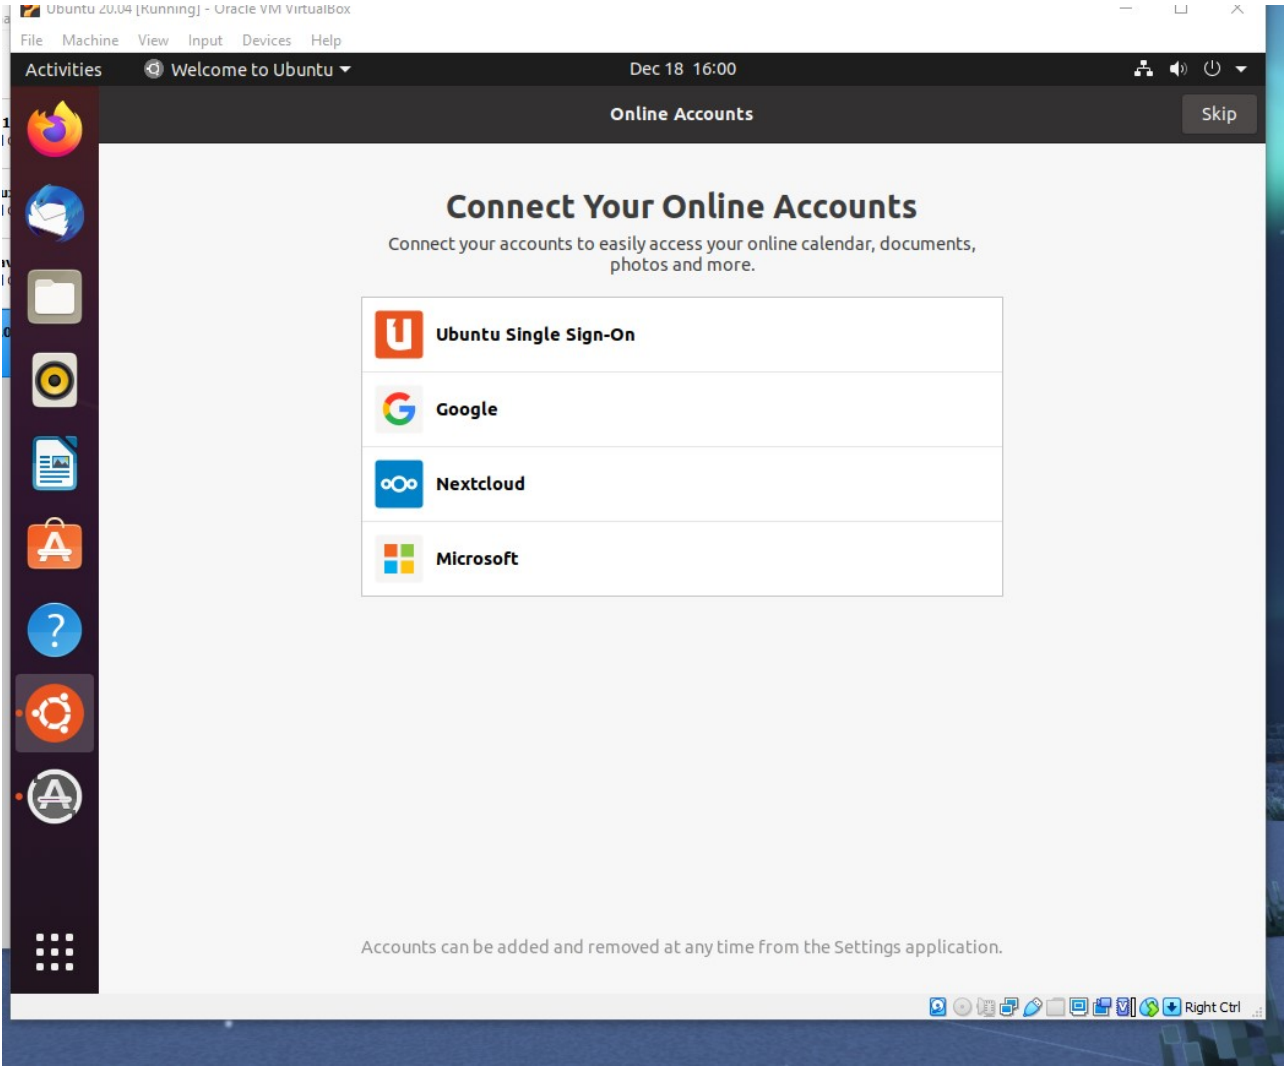 Ubuntu 20.04 [Running] - Oracle VM VirtualBox
File Machine View Input Devices Help
Activities Welcome to Ubuntu Dec 18 16:00
Online Accounts Skip
Connect Your Online Accounts
Connect your accounts to easily access your online calendar, documents,
photos and more.
Ubuntu Single Sign-On
Google
Nextcloud
Microsoft
Accounts can be added and removed at any time from the Settings application.
Right Ctrl